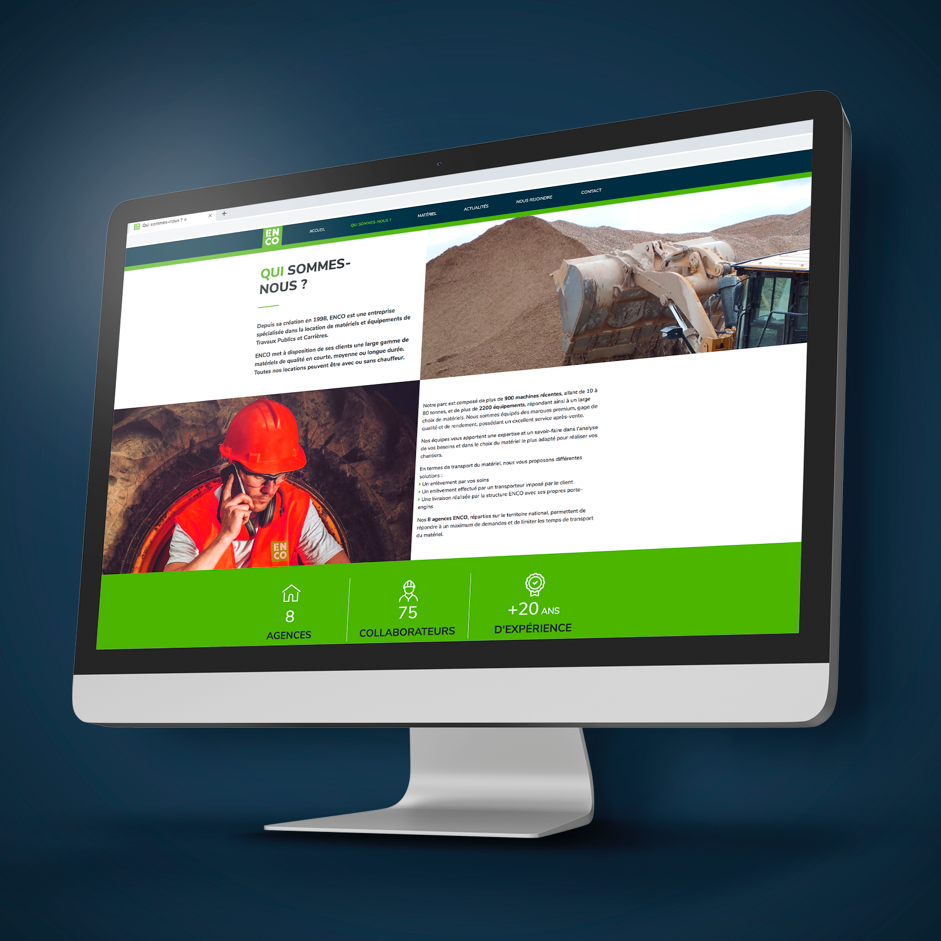 Qui sommes-nous ? »
EN
CO
ACCUEIL
QUI SOMMES-NOUS ?
MATÉRIEL
ACTUALITÉS
NOUS REJOINDRE
CONTACT
QUI SOMMES-
NOUS ?
Depuis sa création en 1998, ENCO est une entreprise
spécialisée dans la location de matériels et équipements de
Travaux Publics et Carrières.
ENCO met à disposition de ses clients une large gamme de
matériels de qualité en courte, moyenne ou longue durée.
Toutes nos locations peuvent être avec ou sans chauffeur.
Notre parc est composé de plus de 900 machines récentes, allant de 10 à
80 tonnes, et de plus de 2200 équipements, répondant ainsi à un large
choix de matériels. Nous sommes équipés des marques premium, gage de
qualité et de rendement, possédant un excellent service après-vente.
Nos équipes vous apportent une expertise et un savoir-faire dans l'analyse
de vos besoins et dans le choix du matériel le plus adapté pour réaliser vos
chantiers.
En termes de transport du matériel, nous vous proposons différentes
solutions :
• Un enlèvement par vos soins
• Un enlèvement effectué par un transporteur imposé par le client
• Une livraison réalisée par la structure ENCO avec ses propres porte-
engins
Nos 8 agences ENCO, réparties sur le territoire national, permettent de
répondre à un maximum de demandes et de limiter les temps de transport
du matériel.
EN
CO
8
AGENCES
75
COLLABORATEURS
+20 ANS
D'EXPÉRIENCE